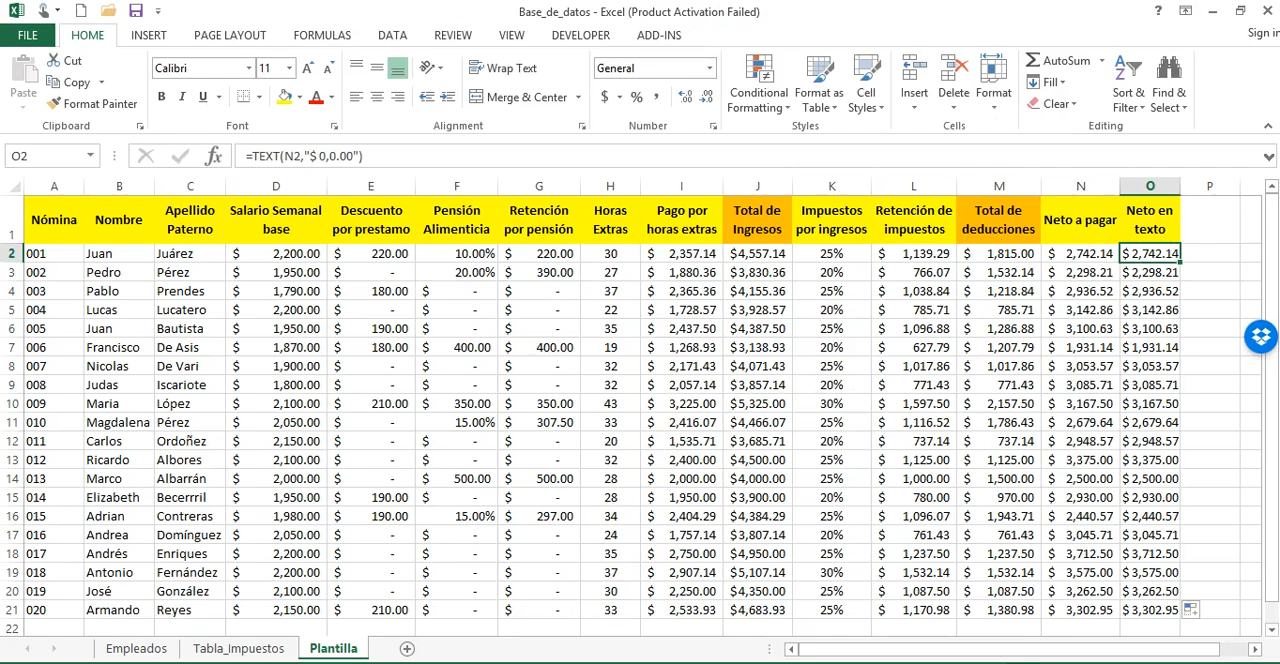 Base_de_datos - Excel (Product Activation Failed)
FILE HOME INSERT PAGE LAYOUT FORMULAS DATA REVIEW VIEW DEVELOPER ADD-INS Sign in
Paste Cut Copy Format Painter Clipboard
Calibri 11 B I U A Font
Wrap Text Merge & Center Alignment
General $ % , Number
Conditional Formatting Format as Table Cell Styles Styles
Insert Delete Format Cells
AutoSum Fill Clear Sort & Filter Find & Select Editing
O2 fx =TEXT(N2,"$ 0,0.00")
A B C D E F G H I J K L M N O P
1 Nómina Nombre Apellido Paterno Salario Semanal base Descuento por prestamo Pensión Alimenticia Retención por pensión Horas Extras Pago por horas extras Total de Ingresos Impuestos por ingresos Retención de impuestos Total de deducciones Neto a pagar Neto en texto
2 001 Juan Juárez $ 2,200.00 $ 220.00 10.00% $ 220.00 30 $ 2,357.14 $4,557.14 25% $ 1,139.29 $ 1,815.00 $ 2,742.14 $ 2,742.14
3 002 Pedro Pérez $ 1,950.00 $ - 20.00% $ 390.00 27 $ 1,880.36 $3,830.36 20% $ 766.07 $ 1,532.14 $ 2,298.21 $ 2,298.21
4 003 Pablo Prendes $ 1,790.00 $ 180.00 $ - $ - 37 $ 2,365.36 $4,155.36 25% $ 1,038.84 $ 1,218.84 $ 2,936.52 $ 2,936.52
5 004 Lucas Lucatero $ 2,200.00 $ - $ - $ - 22 $ 1,728.57 $3,928.57 20% $ 785.71 $ 785.71 $ 3,142.86 $ 3,142.86
6 005 Juan Bautista $ 1,950.00 $ 190.00 $ - $ - 35 $ 2,437.50 $4,387.50 25% $ 1,096.88 $ 1,286.88 $ 3,100.63 $ 3,100.63
7 006 Francisco De Asis $ 1,870.00 $ 180.00 $ 400.00 $ 400.00 19 $ 1,268.93 $3,138.93 20% $ 627.79 $ 1,207.79 $ 1,931.14 $ 1,931.14
8 007 Nicolas De Vari $ 1,900.00 $ - $ - $ - 32 $ 2,171.43 $4,071.43 25% $ 1,017.86 $ 1,017.86 $ 3,053.57 $ 3,053.57
9 008 Judas Iscariote $ 1,800.00 $ - $ - $ - 32 $ 2,057.14 $3,857.14 20% $ 771.43 $ 771.43 $ 3,085.71 $ 3,085.71
10 009 Maria López $ 2,100.00 $ 210.00 $ 350.00 $ 350.00 43 $ 3,225.00 $5,325.00 30% $ 1,597.50 $ 2,157.50 $ 3,167.50 $ 3,167.50
11 010 Magdalena Pérez $ 2,050.00 $ - 15.00% $ 307.50 33 $ 2,416.07 $4,466.07 25% $ 1,116.52 $ 1,786.43 $ 2,679.64 $ 2,679.64
12 011 Carlos Ordoñez $ 2,150.00 $ - $ - $ - 20 $ 1,535.71 $3,685.71 20% $ 737.14 $ 737.14 $ 2,948.57 $ 2,948.57
13 012 Ricardo Albores $ 2,100.00 $ - $ - $ - 32 $ 2,400.00 $4,500.00 25% $ 1,125.00 $ 1,125.00 $ 3,375.00 $ 3,375.00
14 013 Marco Albarrán $ 2,000.00 $ - $ 500.00 $ 500.00 28 $ 2,000.00 $4,000.00 25% $ 1,000.00 $ 1,500.00 $ 2,500.00 $ 2,500.00
15 014 Elizabeth Becerrril $ 1,950.00 $ 190.00 $ - $ - 28 $ 1,950.00 $3,900.00 20% $ 780.00 $ 970.00 $ 2,930.00 $ 2,930.00
16 015 Adrian Contreras $ 1,980.00 $ 190.00 15.00% $ 297.00 34 $ 2,404.29 $4,384.29 25% $ 1,096.07 $ 1,943.71 $ 2,440.57 $ 2,440.57
17 016 Andrea Domínguez $ 2,050.00 $ - $ - $ - 24 $ 1,757.14 $3,807.14 20% $ 761.43 $ 761.43 $ 3,045.71 $ 3,045.71
18 017 Andrés Enriques $ 2,200.00 $ - $ - $ - 35 $ 2,750.00 $4,950.00 25% $ 1,237.50 $ 1,237.50 $ 3,712.50 $ 3,712.50
19 018 Antonio Fernández $ 2,200.00 $ - $ - $ - 37 $ 2,907.14 $5,107.14 30% $ 1,532.14 $ 1,532.14 $ 3,575.00 $ 3,575.00
20 019 José González $ 2,100.00 $ - $ - $ - 30 $ 2,250.00 $4,350.00 25% $ 1,087.50 $ 1,087.50 $ 3,262.50 $ 3,262.50
21 020 Armando Reyes $ 2,150.00 $ 210.00 $ - $ - 33 $ 2,533.93 $4,683.93 25% $ 1,170.98 $ 1,380.98 $ 3,302.95 $ 3,302.95
22
Empleados Tabla_Impuestos Plantilla